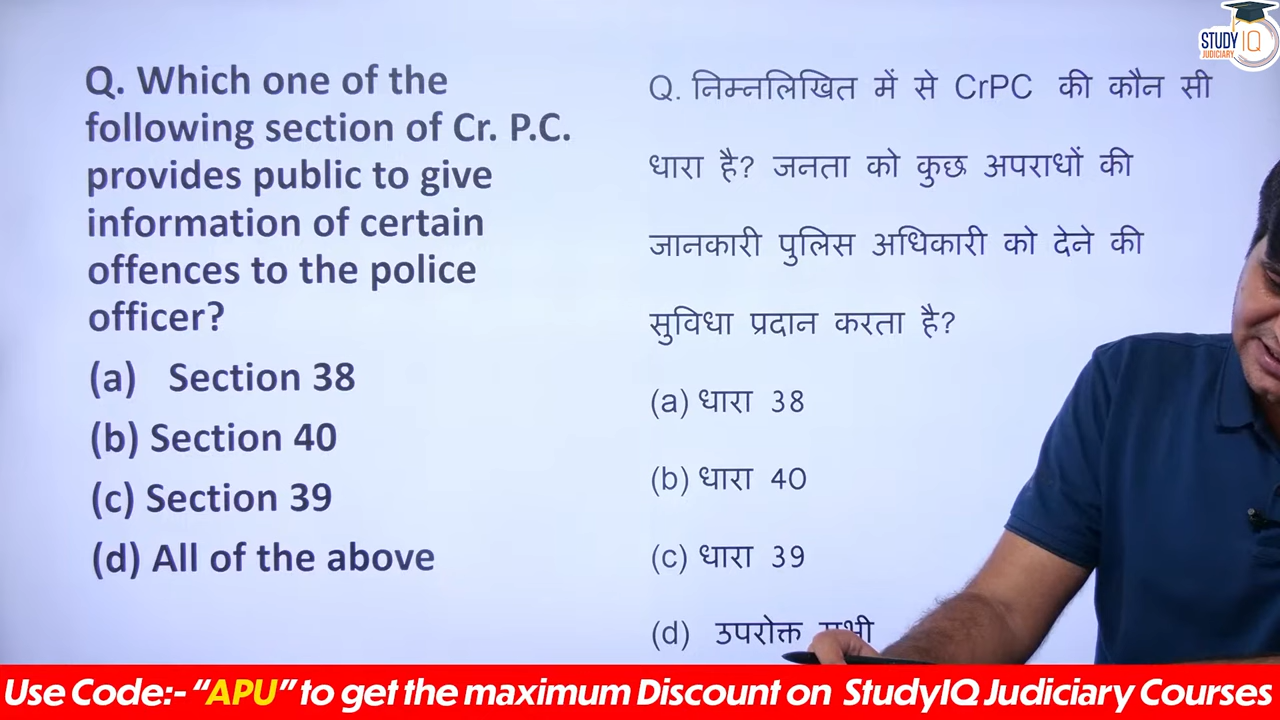 STUDY IQ
JUDICIARY
Q. Which one of the
following section of Cr. P.C.
provides public to give
information of certain
offences to the police
officer?
(a) Section 38
(b) Section 40
(c) Section 39
(d) All of the above
Q. निम्नलिखित में से CrPC की कौन सी
धारा है? जनता को कुछ अपराधों की
जानकारी पुलिस अधिकारी को देने की
सुविधा प्रदान करता है?
(a) धारा 38
(b) धारा 40
(c) धारा 39
(d) उपरोक्त सभी
Use Code:- “APU” to get the maximum Discount on StudyIQ Judiciary Courses